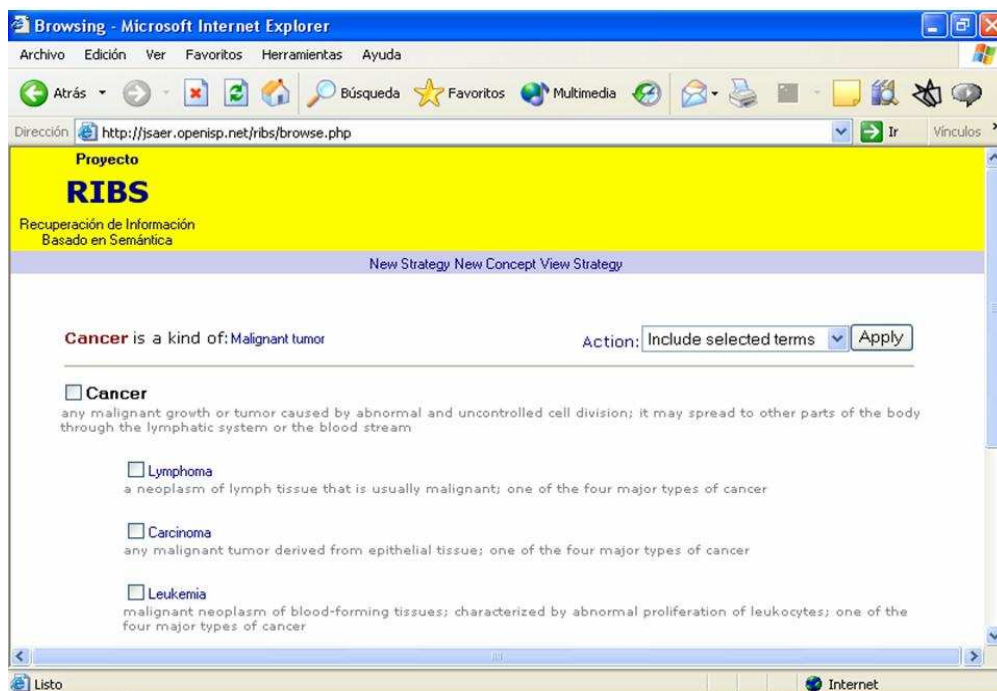 Browsing - Microsoft Internet Explorer
Archivo Edición Ver Favoritos Herramientas Ayuda
Atrás Búsqueda Favoritos Multimedia
Dirección http://jsaer.openisp.net/ribs/browse.php Ir Vínculos
Proyecto
RIBS
Recuperación de Información
Basado en Semántica
New Strategy New Concept View Strategy
Cancer is a kind of: Malignant tumor Action: Include selected terms Apply
Cancer
any malignant growth or tumor caused by abnormal and uncontrolled cell division; it may spread to other parts of the body
through the lymphatic system or the blood stream
Lymphoma
a neoplasm of lymph tissue that is usually malignant; one of the four major types of cancer
Carcinoma
any malignant tumor derived from epithelial tissue; one of the four major types of cancer
Leukemia
malignant neoplasm of blood-forming tissues; characterized by abnormal proliferation of leukocytes; one of the
four major types of cancer
Listo Internet